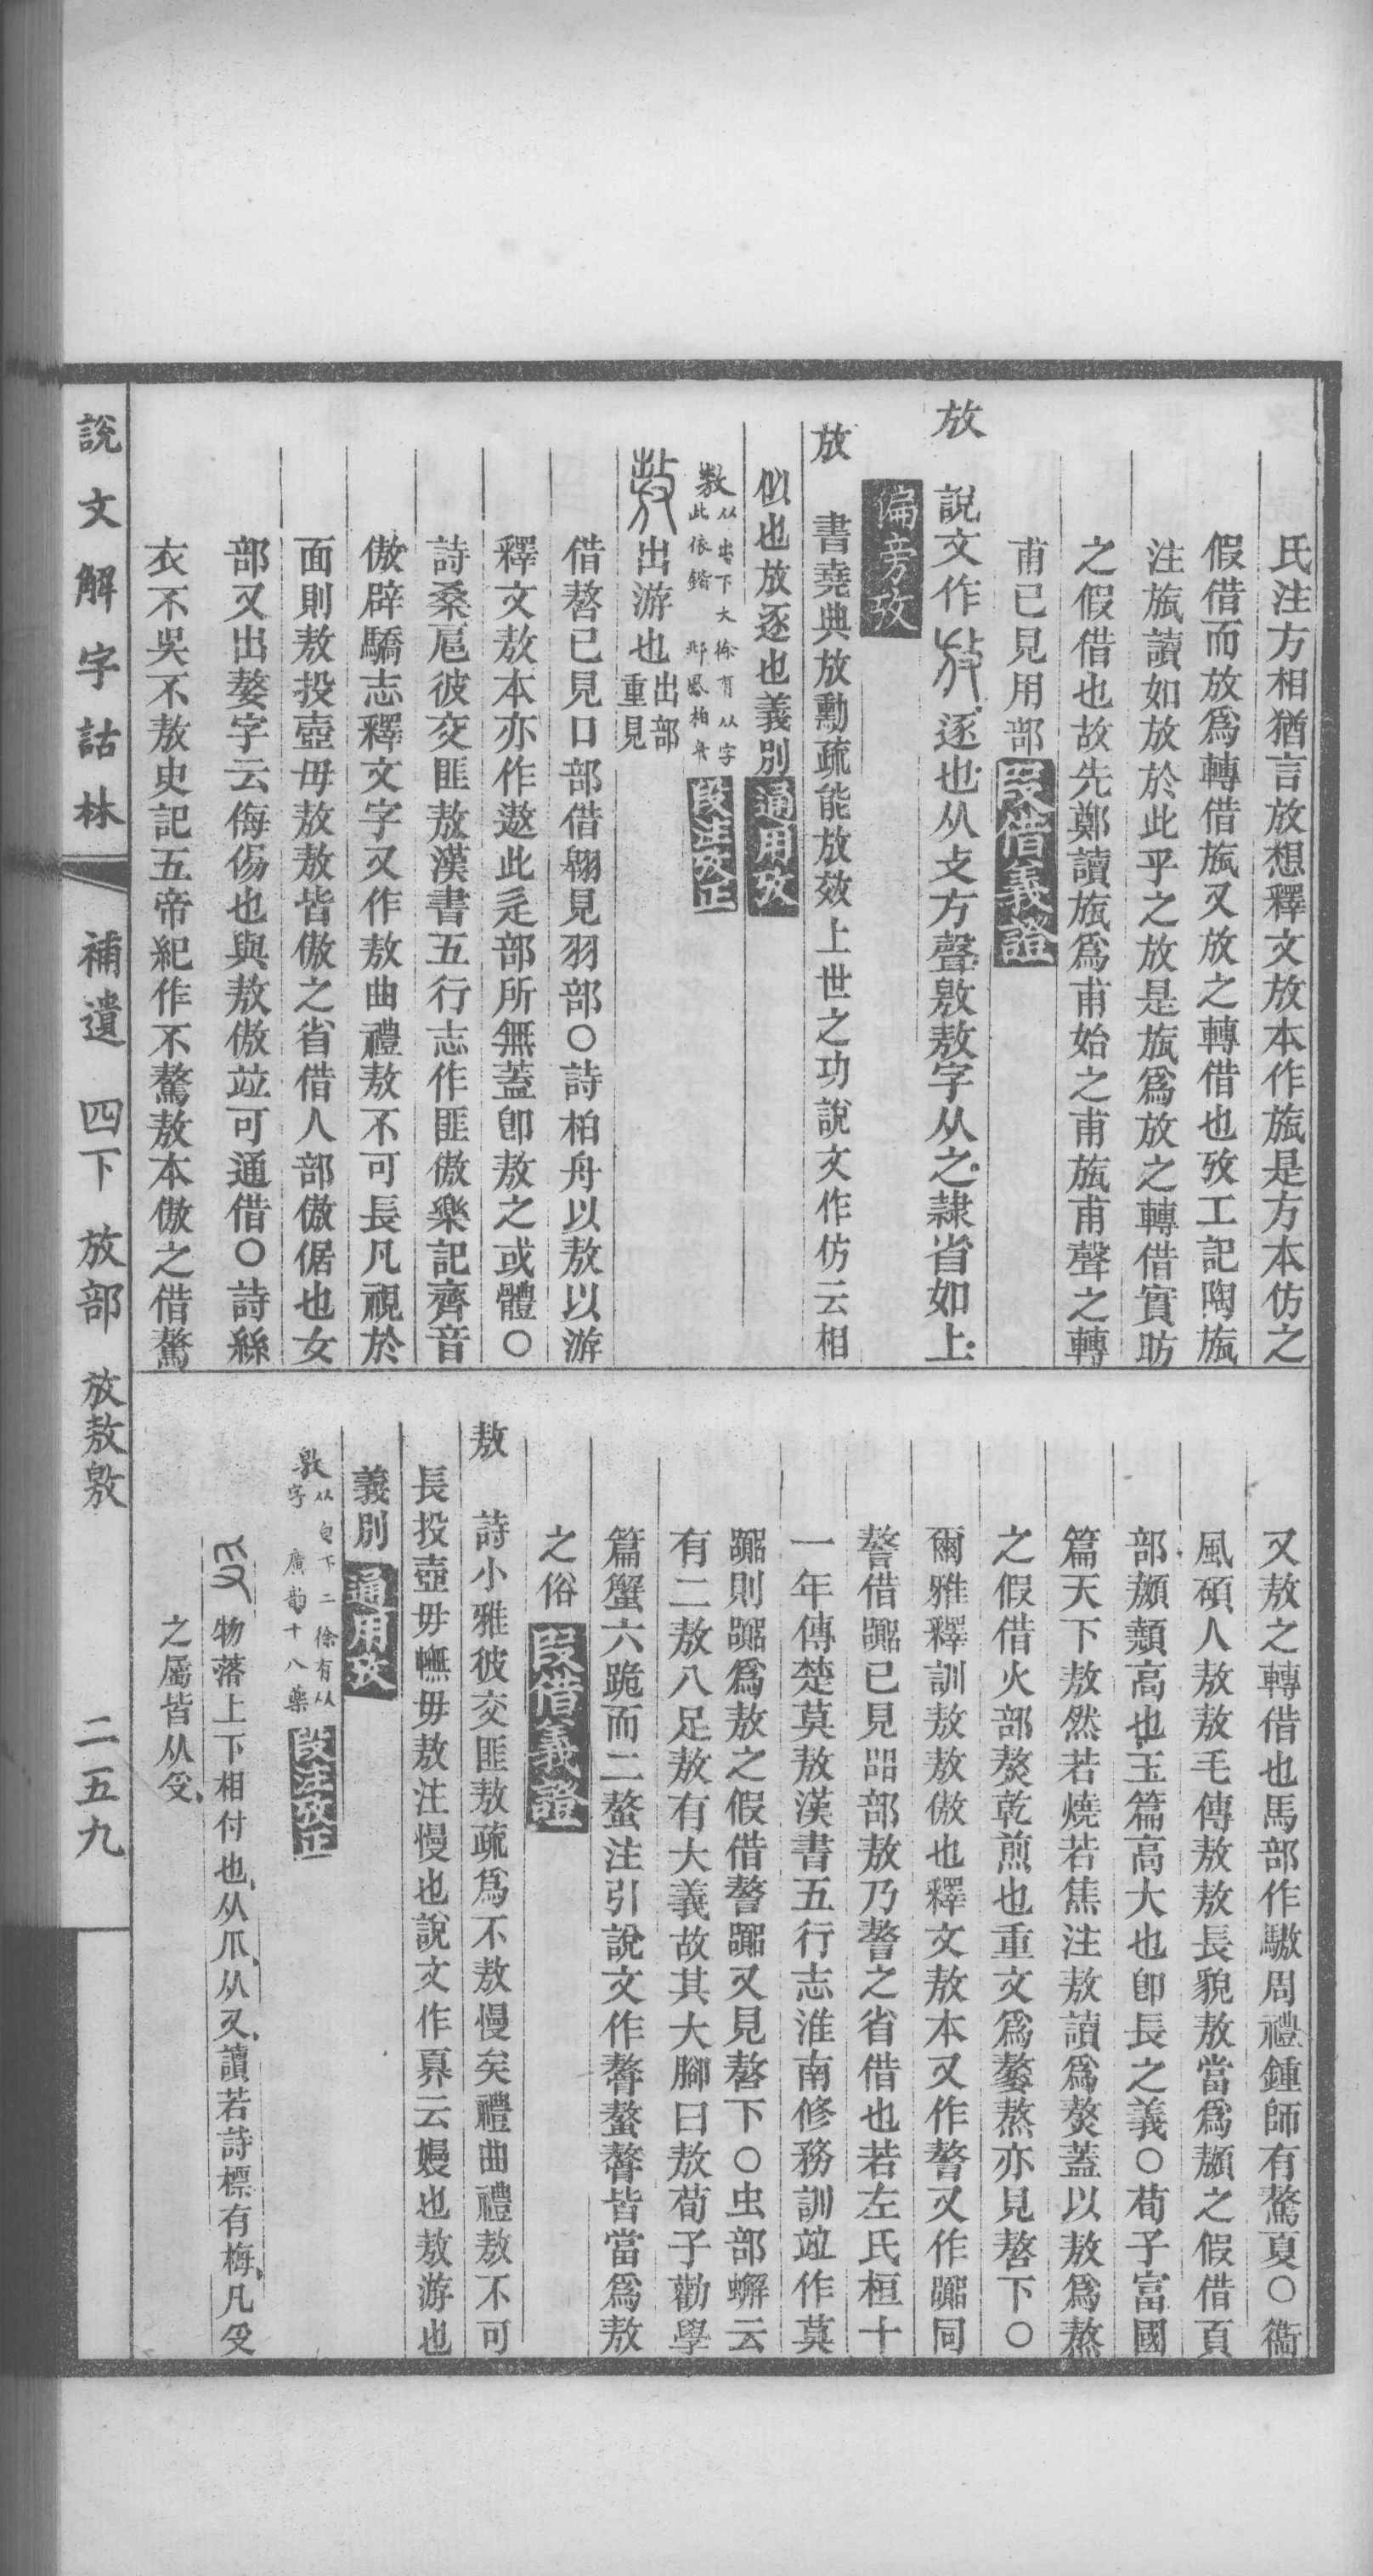 氏注方相猶言放想釋文放本作旊是方本仿之
假借而放爲轉借旊又放之轉借也攷工記陶旊
注旊讀如放於此乎之放是旊爲放之轉借實昉
之假借也故先鄭讀旊爲甫始之甫旊甫聲之轉
甫已見用部叚借義證
放 說文作 逐也从攴方聲敫敖字从之隸省如上
偏旁攷
放 書堯典放勳疏能放效上世之功說文作仿云相
似也放逐也義別通用攷
敖从出下大徐有从字
此依鍇 邶風柏舟段注攷正
出游也出部重見
借嗸已見口部借翱見羽部○詩柏舟以敖以游
釋文敖本亦作遨此辵部所無蓋卽敖之或體○
詩桑扈彼交匪敖漢書五行志作匪傲樂記齊音
傲辟驕志釋文字又作敖曲禮敖不可長凡視於
面則敖投壺毋敖敖皆傲之省借人部傲倨也女
部又出嫯字云侮傷也與敖傲竝可通借○詩絲
衣不吳不敖史記五帝紀作不驁敖本傲之借驁
又敖之轉借也馬部作驐周禮鍾師有驁夏○衞
風碩人敖敖毛傳敖敖長貌敖當爲顤之假借頁
部顤顤高也玉篇高大也卽長之義○荀子富國
篇天下敖然若燒若焦注敖讀爲熬蓋以敖爲熬
之假借火部熬乾煎也重文爲䵅熬亦見嗸下○
爾雅釋訓敖敖傲也釋文敖本又作謷又作嚻同
謷借嚻已見㗊部敖乃謷之省借也若左氏桓十
一年傳楚莫敖漢書五行志淮南修務訓竝作莫
嚻則嚻爲敖之假借謷嚻又見嗸下○虫部蠏云
有二敖八足敖有大義故其大腳曰敖荀子勸學
篇蟹六跪而二螯注引說文作螯螯皆當爲敖
之俗叚借義證
敖 詩小雅彼交匪敖疏爲不敖慢矣禮曲禮敖不可
長投壺毋幠毋敖注慢也說文作奡云嫚也敖游也
義別通用攷
敫从白下二徐有从
字 廣韵十八藥段注攷正
物落上下相付也从爪从又讀若詩摽有梅凡𠬪
之屬皆从𠬪
說文解字詁林 補遺 四下 放部 放敖敫 二五九